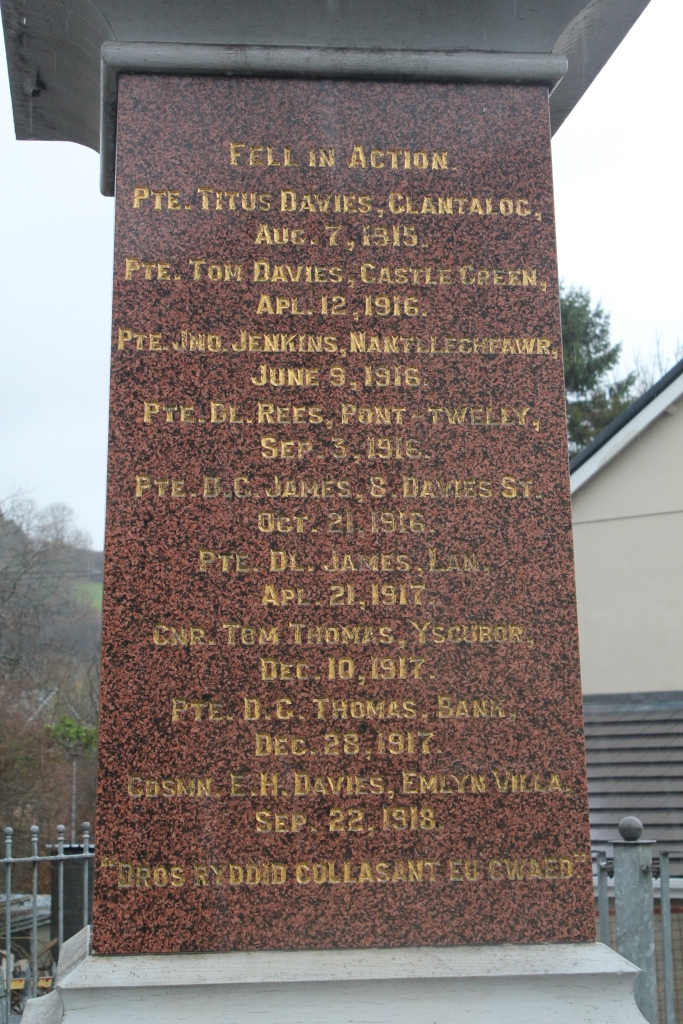 FELL IN ACTION.
PTE. TITUS DAVIES, GLANTALOG,
AUG. 7, 1915.
PTE. TOM DAVIES, CASTLE GREEN,
APL. 12, 1916.
PTE. JNO. JENKINS, NANTLLECHFAWR,
JUNE 9, 1916.
PTE. DL. REES, PONT-TWELLY,
SEP. 3, 1916.
PTE. D. G. JAMES, 8, DAVIES ST.
OCT. 21, 1916.
PTE. DL. JAMES, LAN.
APL. 21, 1917.
GNR. TOM THOMAS, YSGUBOR,
DEC. 10, 1917.
PTE. D. G. THOMAS, BANK,
DEC. 28, 1917.
GDSMN. E. H. DAVIES, EMLYN VILLA.
SEP. 22, 1918.
"DROS RYDDID COLLASANT EU GWAED"